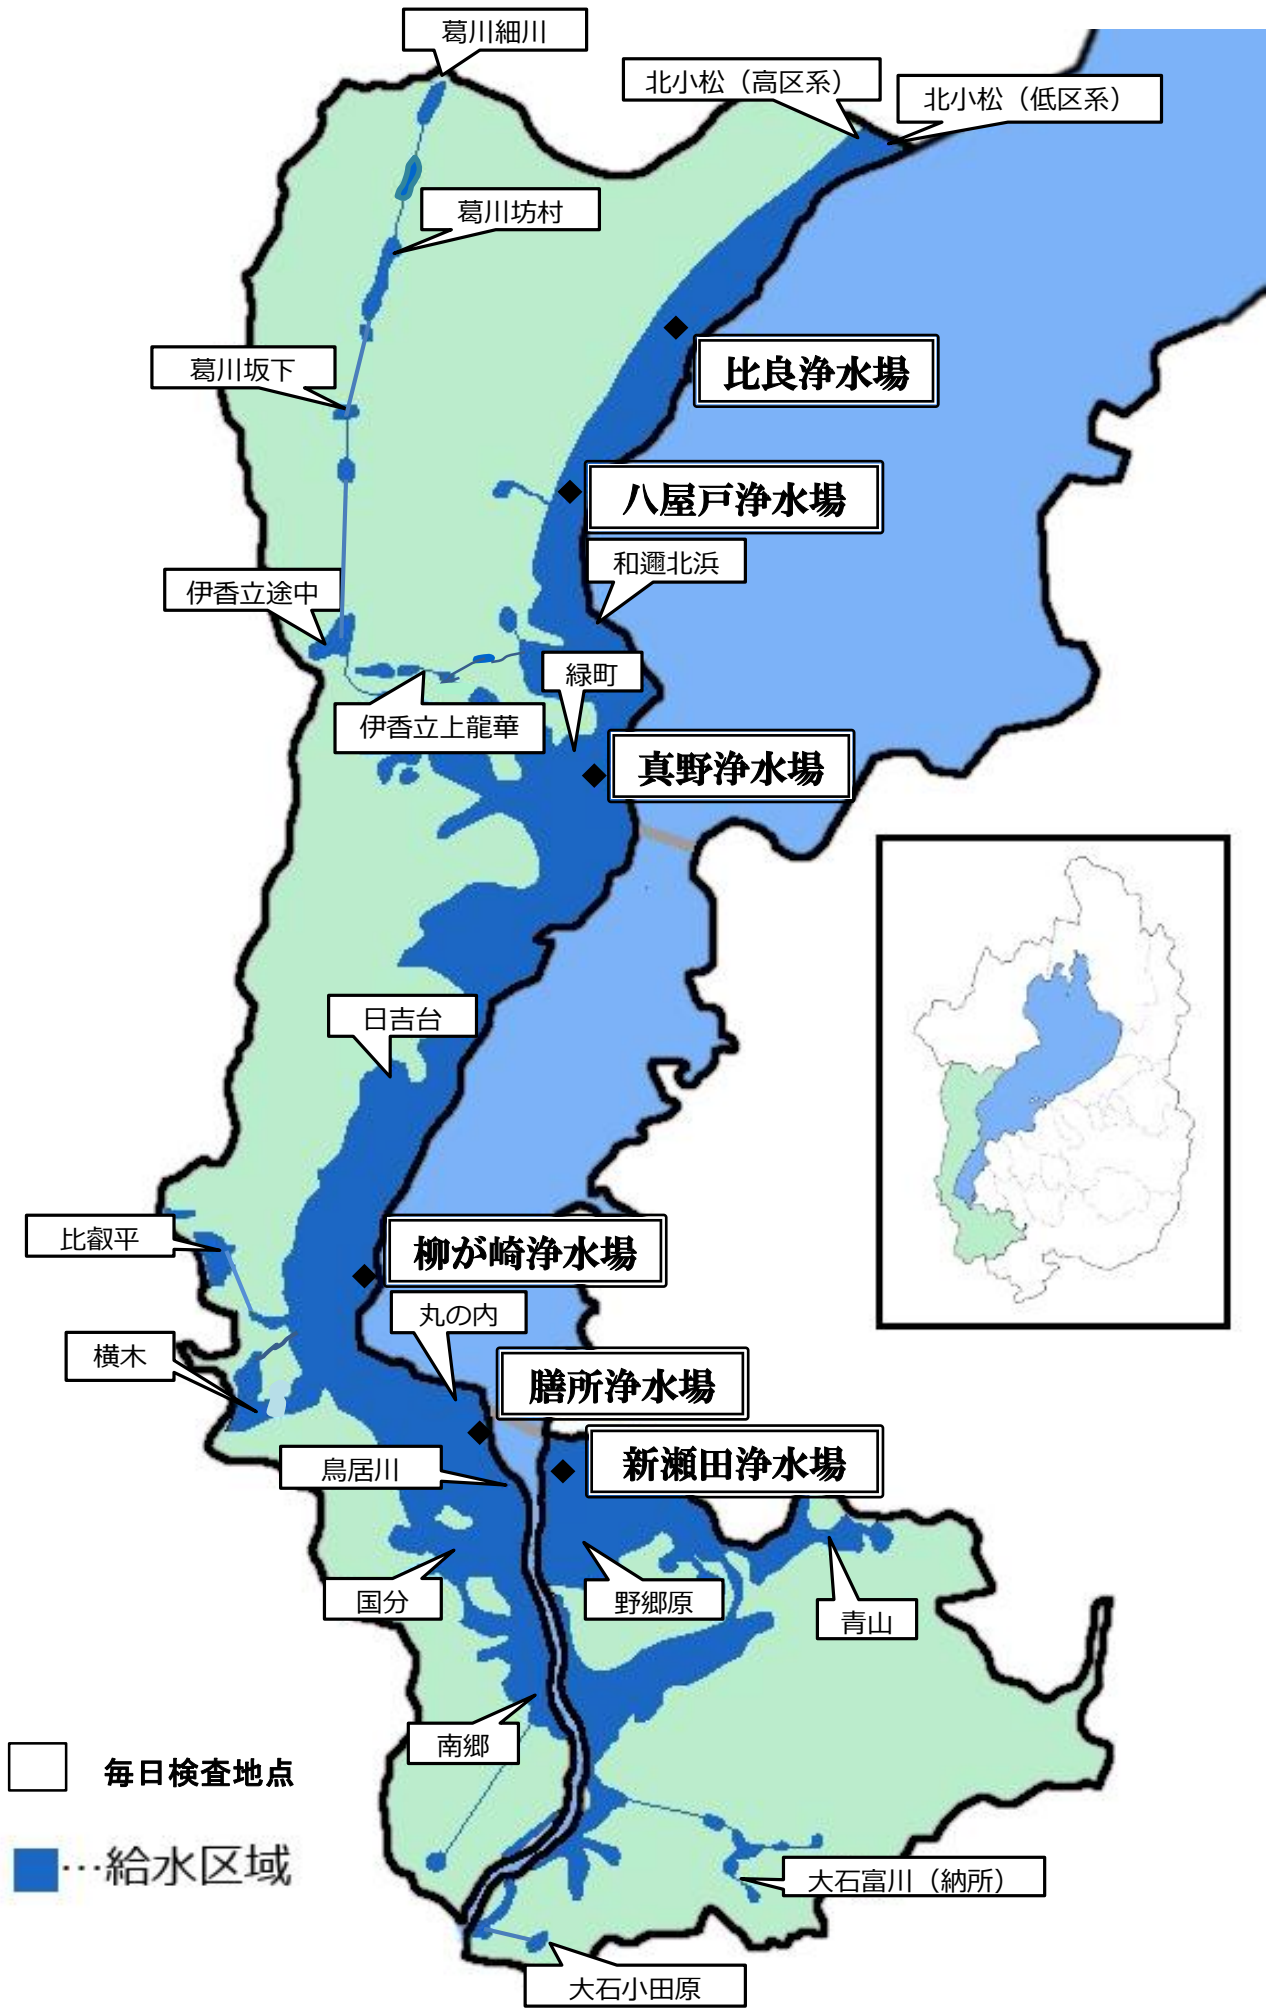 葛川細川
北小松（高区系）
北小松（低区系）
葛川坊村
葛川坂下
比良浄水場
八屋戸浄水場
和邇北浜
伊香立途中
緑町
伊香立上龍華
真野浄水場
日吉台
比叡平
柳が崎浄水場
丸の内
横木
膳所浄水場
鳥居川
新瀬田浄水場
国分
野郷原
青山
南郷
毎日検査地点
…給水区域
大石富川（納所）
大石小田原